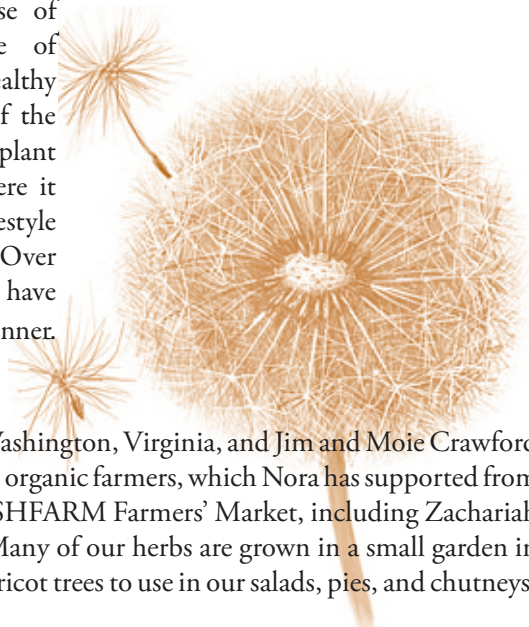 se of
e of
ealthy
f the
plant
ere it
estyle
Over
have
nner.
Washington, Virginia, and Jim and Moie Crawford
organic farmers, which Nora has supported from
SHFARM Farmers’ Market, including Zachariah
Many of our herbs are grown in a small garden in
ricot trees to use in our salads, pies, and chutneys